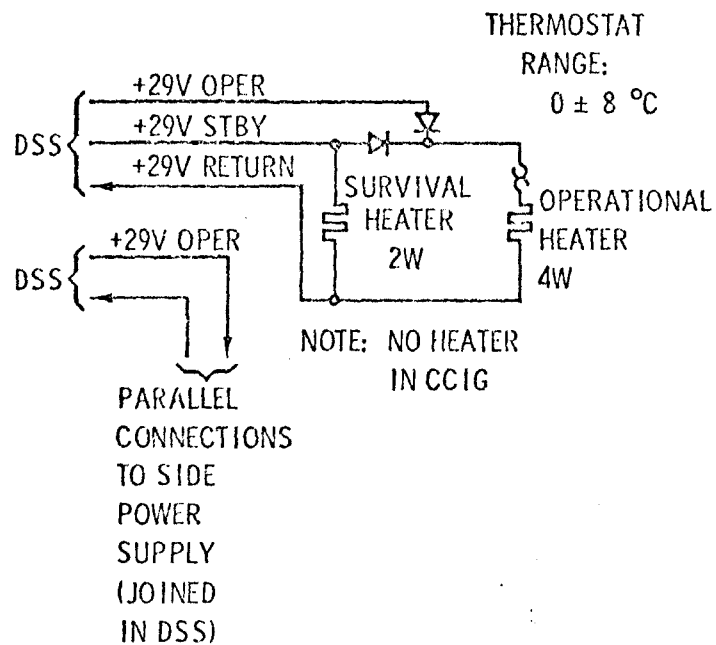 THERMOSTAT
RANGE:
0 ± 8 °C
+29V OPER
DSS
+29V STBY
+29V RETURN
SURVIVAL
HEATER
2W
OPERATIONAL
HEATER
4W
+29V OPER
DSS
NOTE: NO HEATER
IN CCIG
PARALLEL
CONNECTIONS
TO SIDE
POWER
SUPPLY
(JOINED
IN DSS)